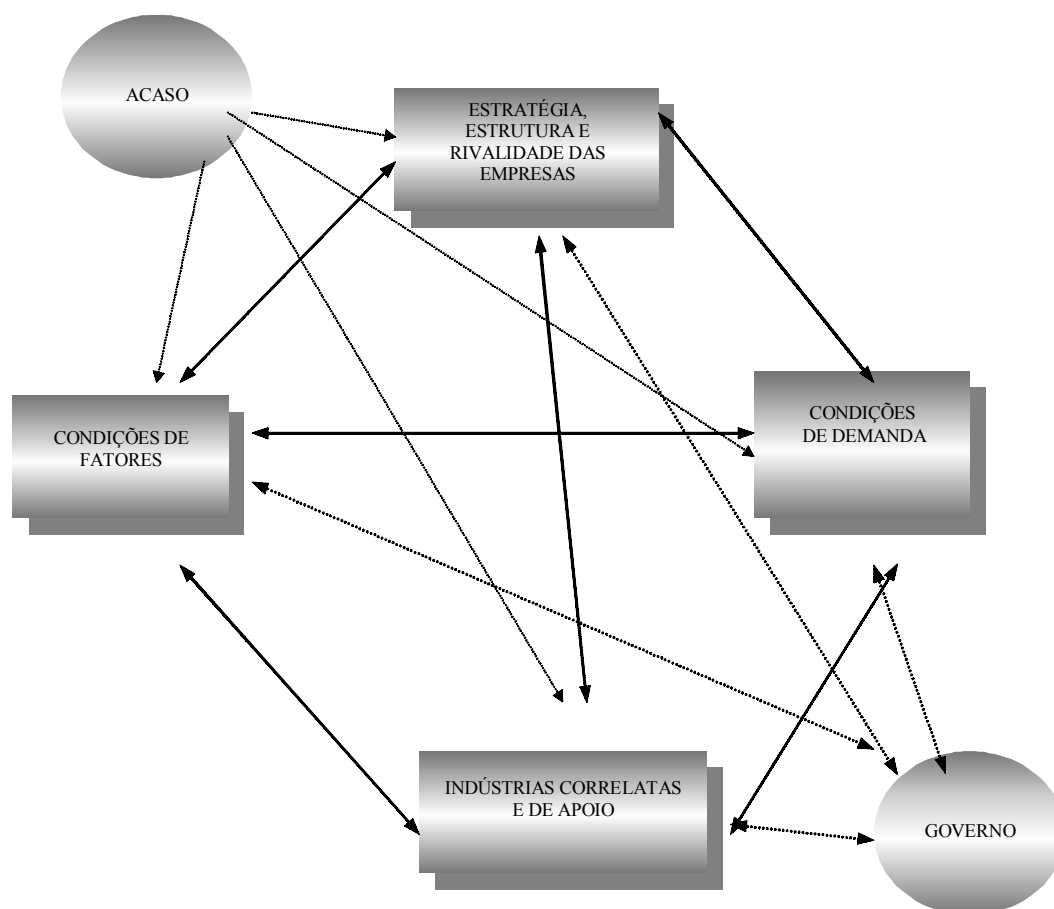 ACASO
ESTRATÉGIA,
ESTRUTURA E
RIVALIDADE DAS
EMPRESAS
CONDIÇÕES DE
FATORES
CONDIÇÕES
DE DEMANDA
INDÚSTRIAS CORRELATAS
E DE APOIO
GOVERNO